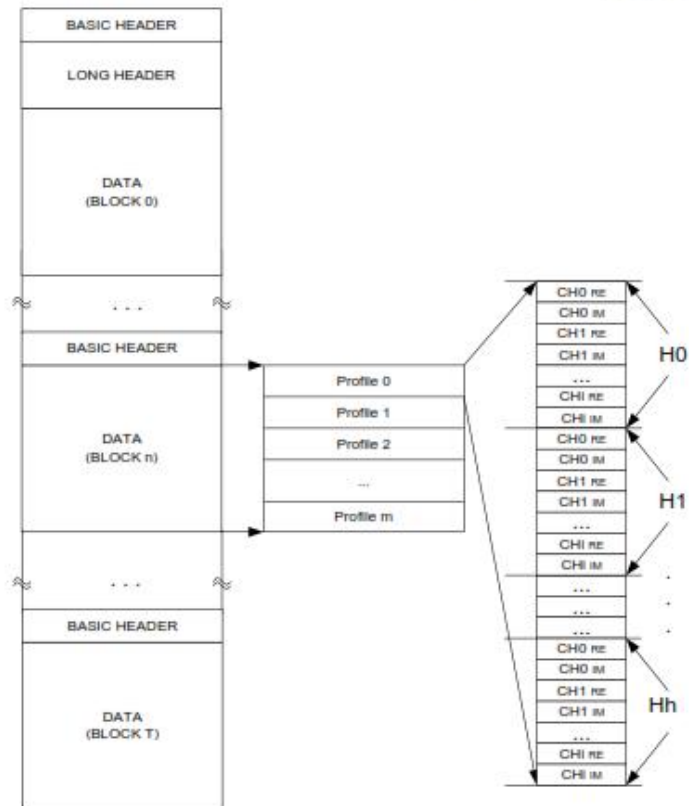 BASIC HEADER
LONG HEADER
DATA
(BLOCK 0)
. . .
BASIC HEADER
DATA
(BLOCK n)
. . .
BASIC HEADER
DATA
(BLOCK T)
Profile 0
Profile 1
Profile 2
...
Profile m
CH0 RE
CH0 IM
CH1 RE
CH1 IM
...
CHI RE
CHI IM
H0
CH0 RE
CH0 IM
CH1 RE
CH1 IM
...
CHI RE
CHI IM
H1
...
...
...
.
.
.
CH0 RE
CH0 IM
CH1 RE
CH1 IM
...
CHI RE
CHI IM
Hh